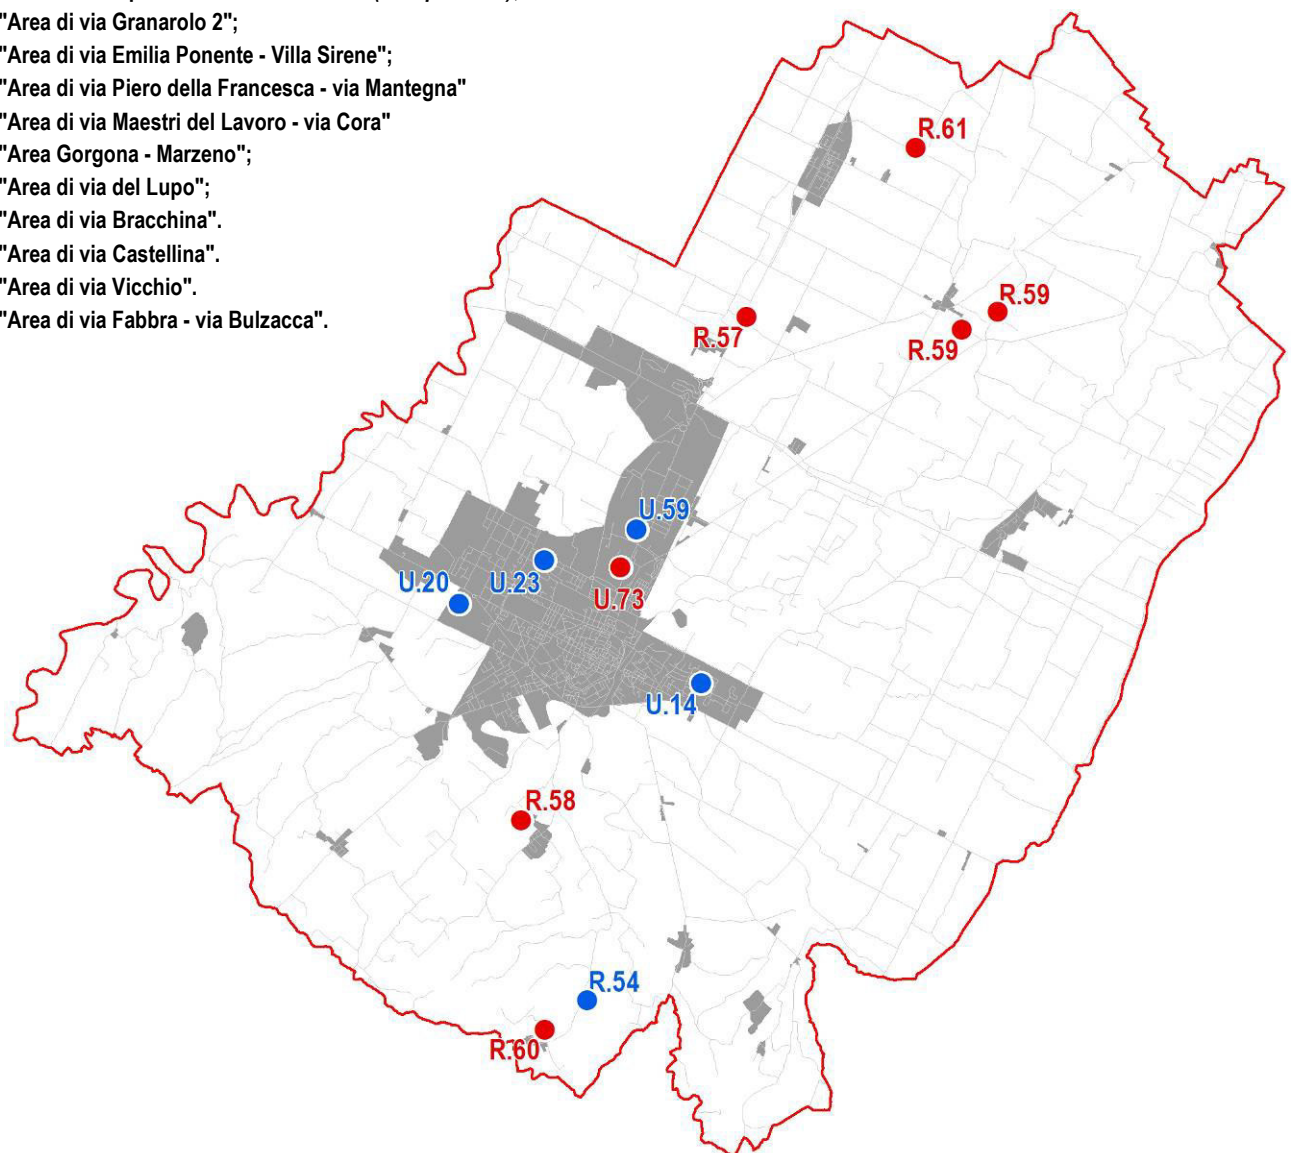 "Area di via Granarolo 2";
"Area di via Emilia Ponente - Villa Sirene";
"Area di via Piero della Francesca - via Mantegna"
"Area di via Maestri del Lavoro - via Cora"
"Area Gorgona - Marzeno";
"Area di via del Lupo";
"Area di via Bracchina".
"Area di via Castellina".
"Area di via Vicchio".
"Area di via Fabbra - via Bulzacca".
R.61
R.59
R.57
R.59
U.59
U.23
U.20
U.73
U.14
R.58
R.54
R.60